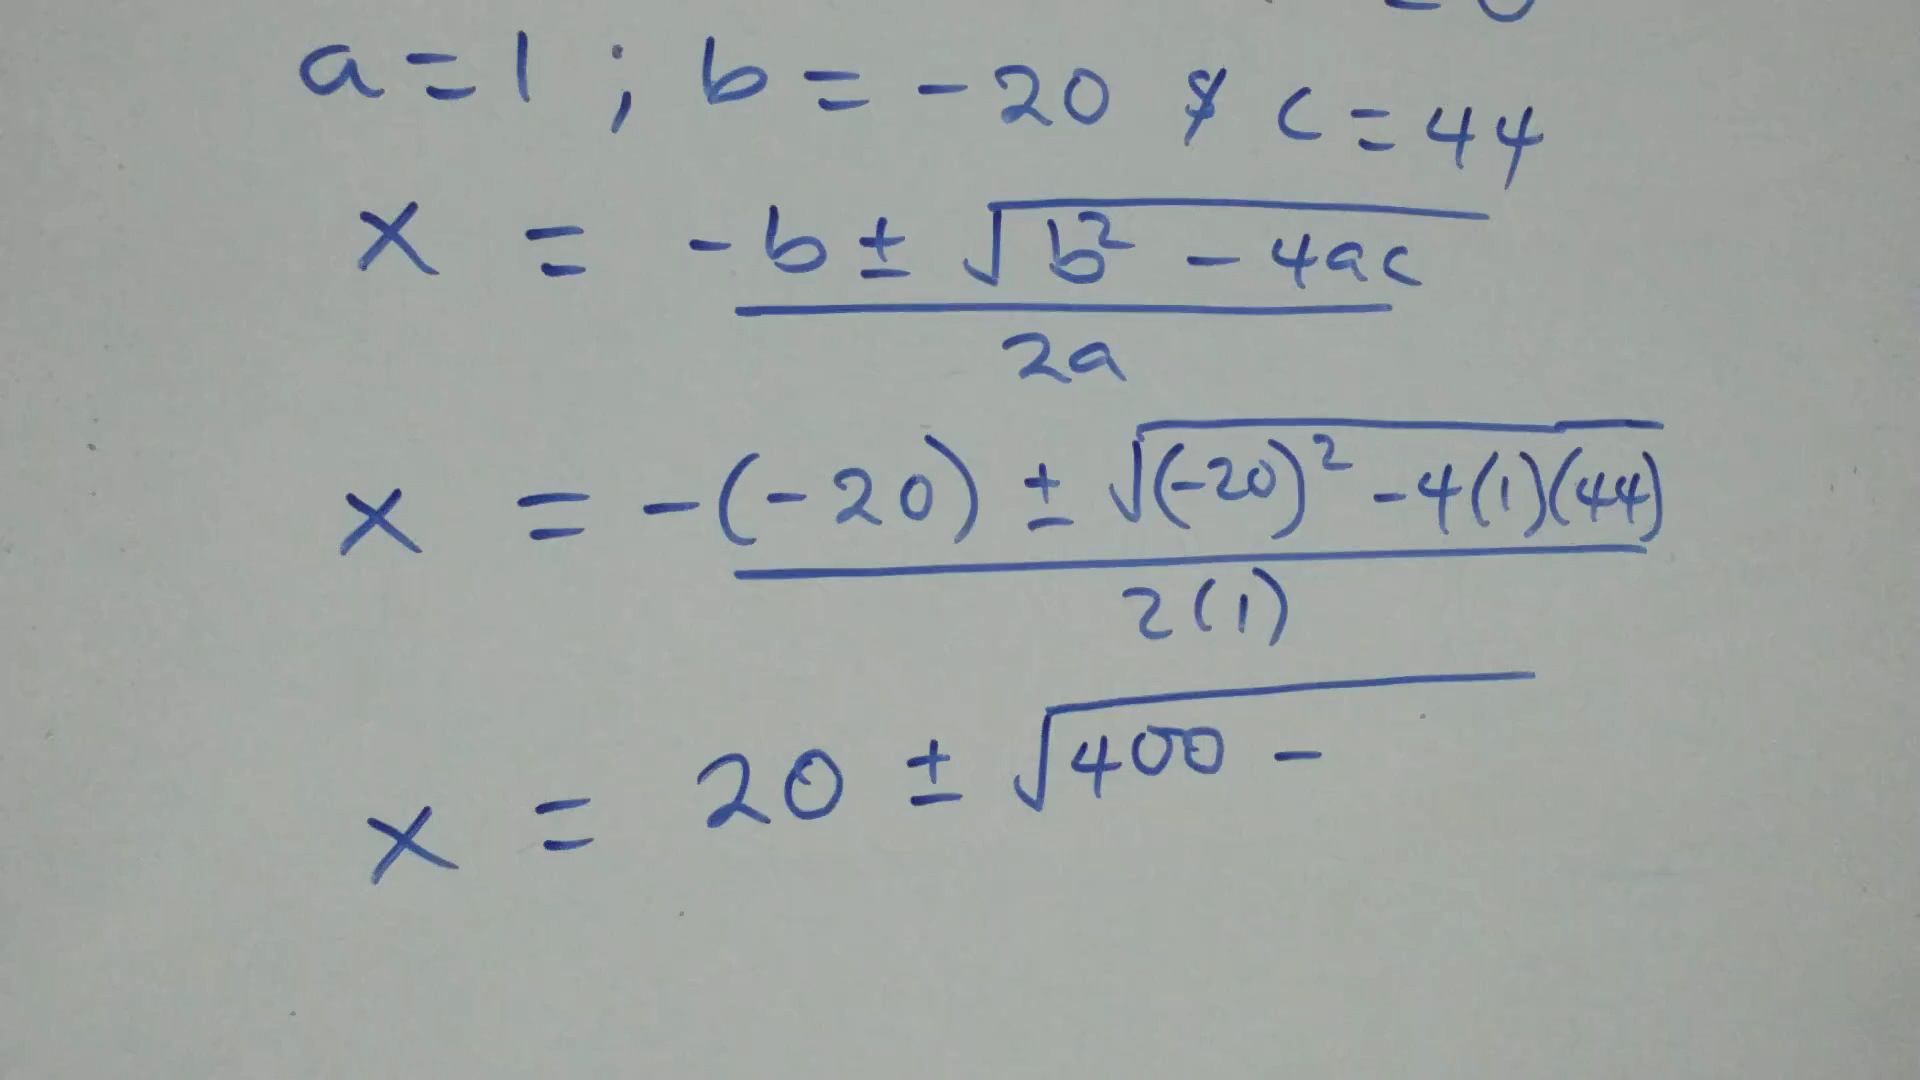 a = 1 ; b = -20 & c = 44
x = -b ± √b² - 4ac
2a
x = -(-20) ± √(-20)² - 4(1)(44)
2(1)
x = 20 ± √400 -